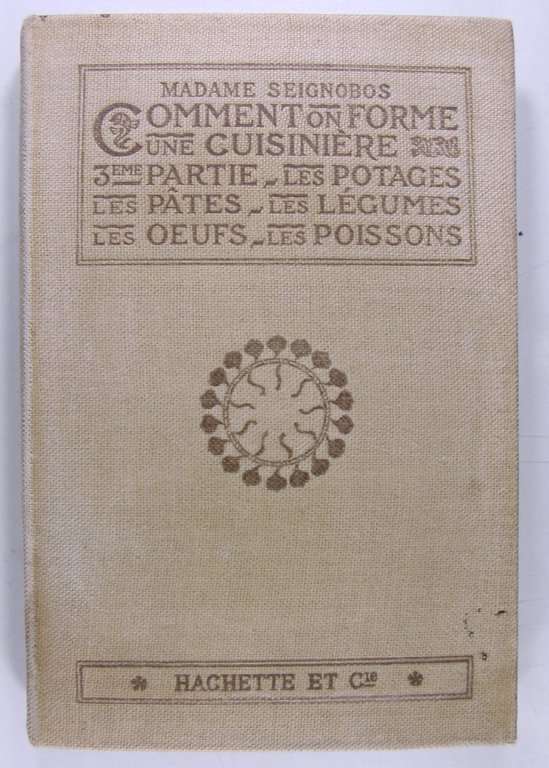 MADAME SEIGNOBOS
COMMENT ON FORME
UNE CUISINIÈRE
3EME PARTIE - LES POTAGES
LES PÂTES - LES LÉGUMES
LES OEUFS - LES POISSONS
HACHETTE ET Cie